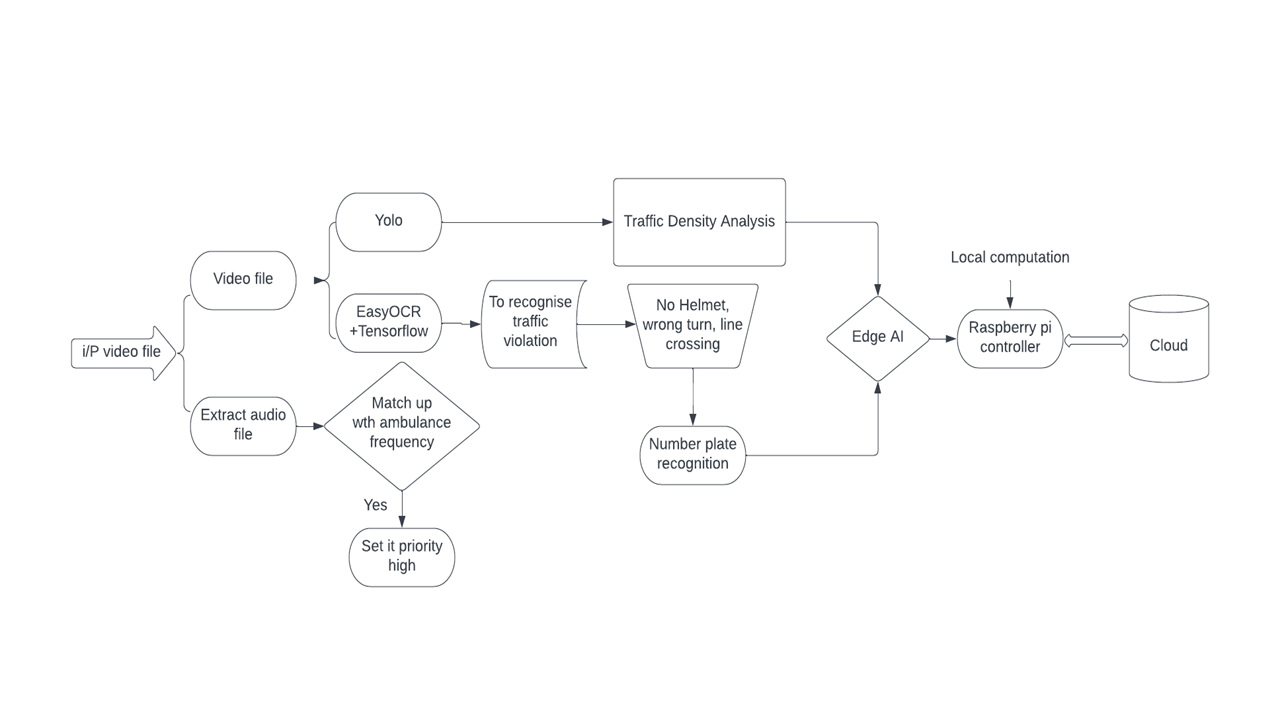 i/P video file
Video file
Extract audio
file
Yolo
EasyOCR
+Tensorflow
Match up
wth ambulance
frequency
Yes
Set it priority
high
To recognise
traffic
violation
Traffic Density Analysis
No Helmet,
wrong turn, line
crossing
Number plate
recognition
Edge AI
Local computation
Raspberry pi
controller
Cloud